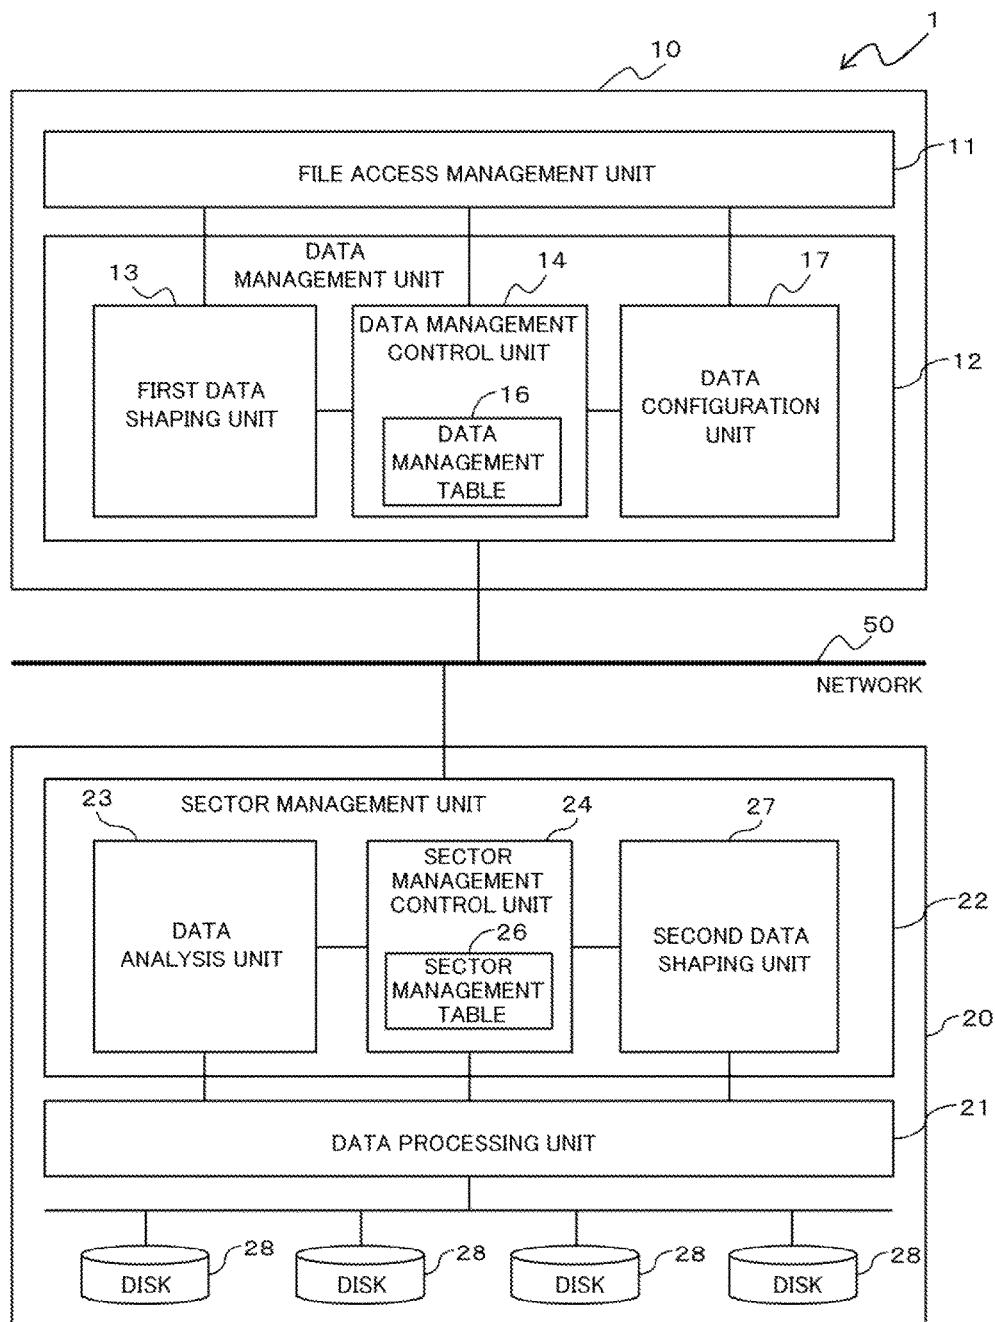 1
10
11
FILE ACCESS MANAGEMENT UNIT
DATA
MANAGEMENT UNIT
13
14
17
12
FIRST DATA
SHAPING UNIT
DATA MANAGEMENT
CONTROL UNIT
16
DATA
MANAGEMENT
TABLE
DATA
CONFIGURATION
UNIT
50
NETWORK
SECTOR MANAGEMENT UNIT
23
24
27
22
DATA
ANALYSIS UNIT
SECTOR
MANAGEMENT
CONTROL UNIT
26
SECTOR
MANAGEMENT
TABLE
SECOND DATA
SHAPING UNIT
20
21
DATA PROCESSING UNIT
28
28
28
28
DISK
DISK
DISK
DISK